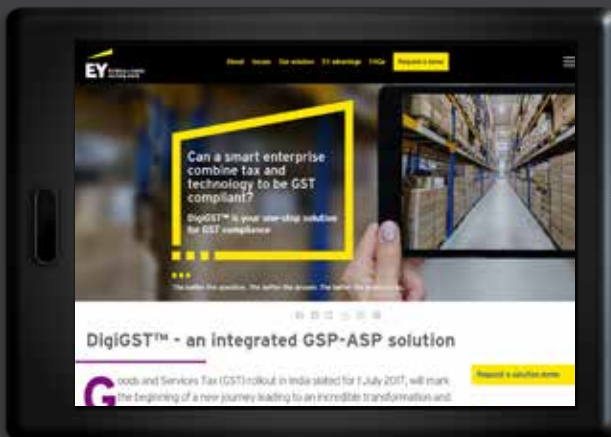 EY Building a better working world
About Issues Our solution EY advantage FAQs Request a demo
Can a smart enterprise
combine tax and
technology to be GST
compliant?
DigiGST™ is your one-stop solution
for GST compliance
The better the question. The better the answer. The better the world works.
DigiGST™ - an integrated GSP-ASP solution
Request a solution demo
Goods and Services Tax (GST) rollout in India slated for 1 July 2017, will mark
the beginning of a new journey leading to an incredible transformation and